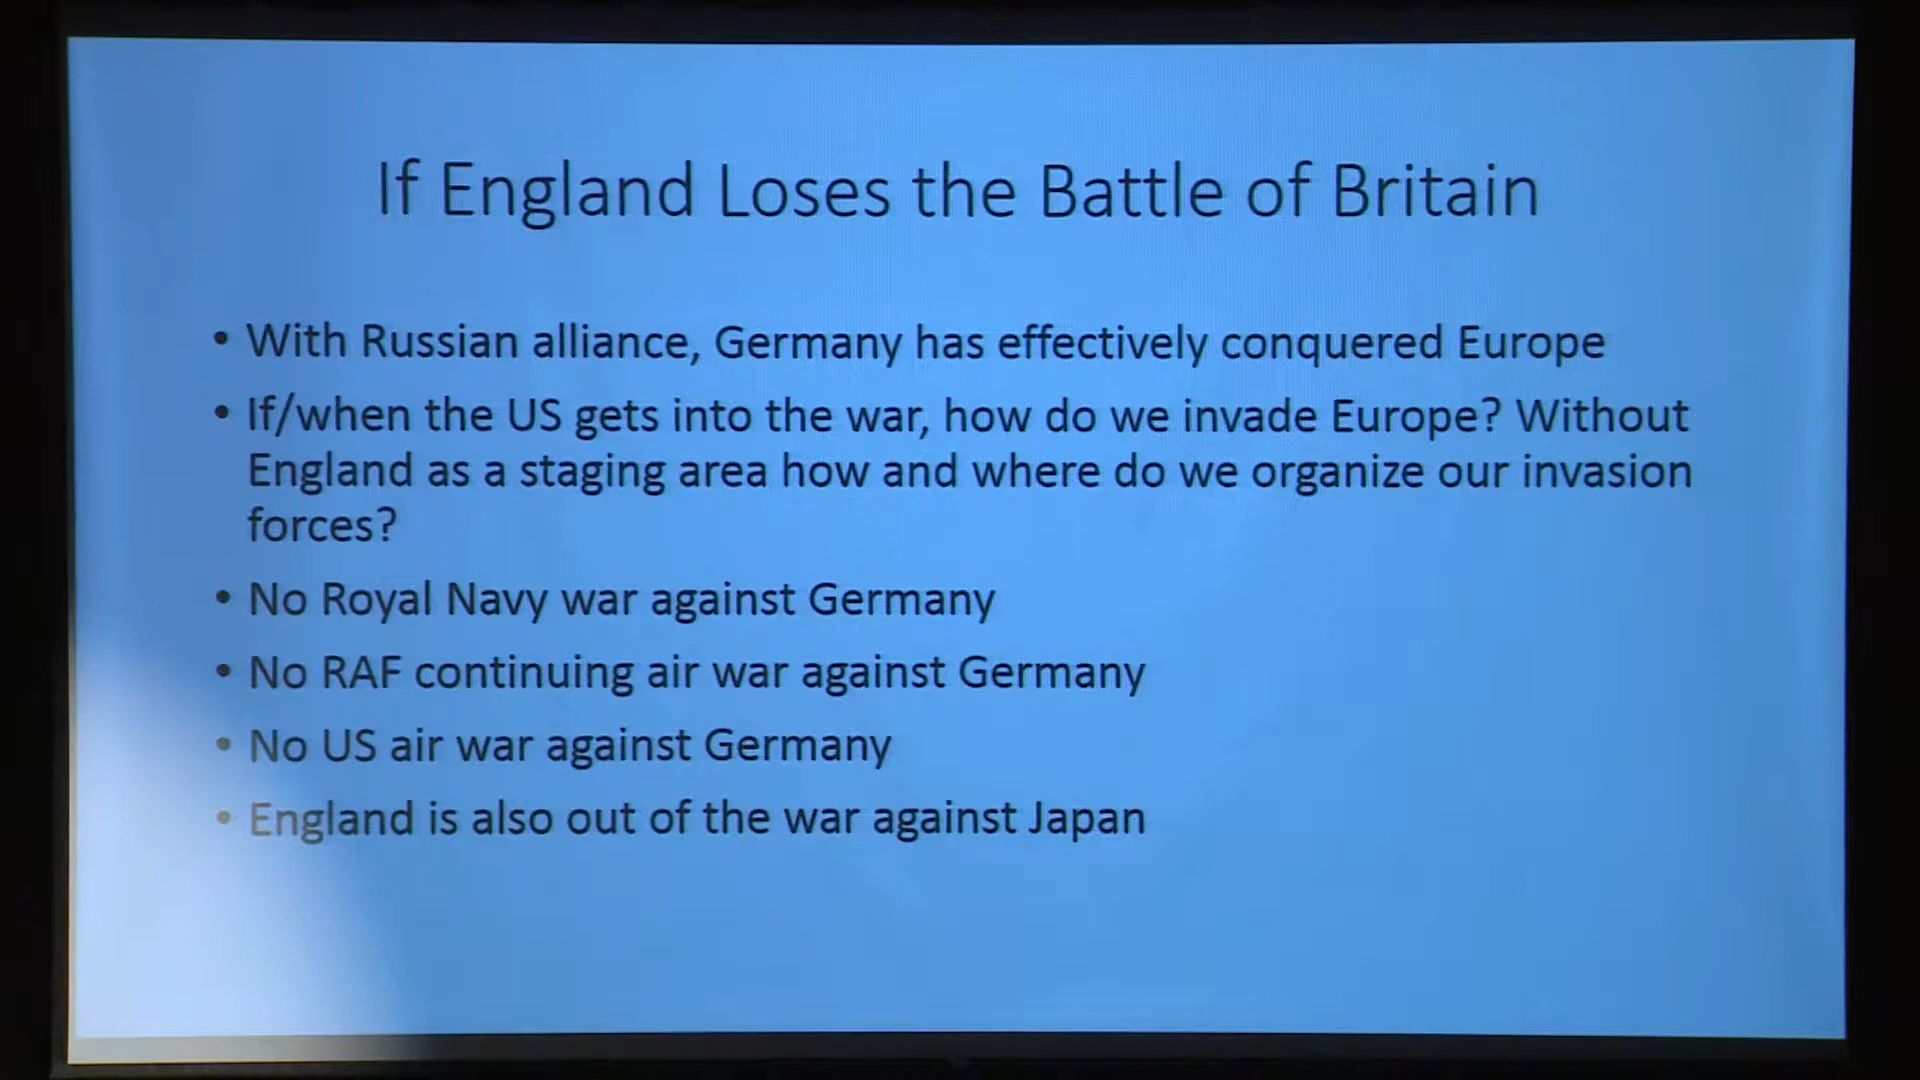 If England Loses the Battle of Britain
• With Russian alliance, Germany has effectively conquered Europe
• If/when the US gets into the war, how do we invade Europe? Without
England as a staging area how and where do we organize our invasion
forces?
• No Royal Navy war against Germany
• No RAF continuing air war against Germany
• No US air war against Germany
• England is also out of the war against Japan